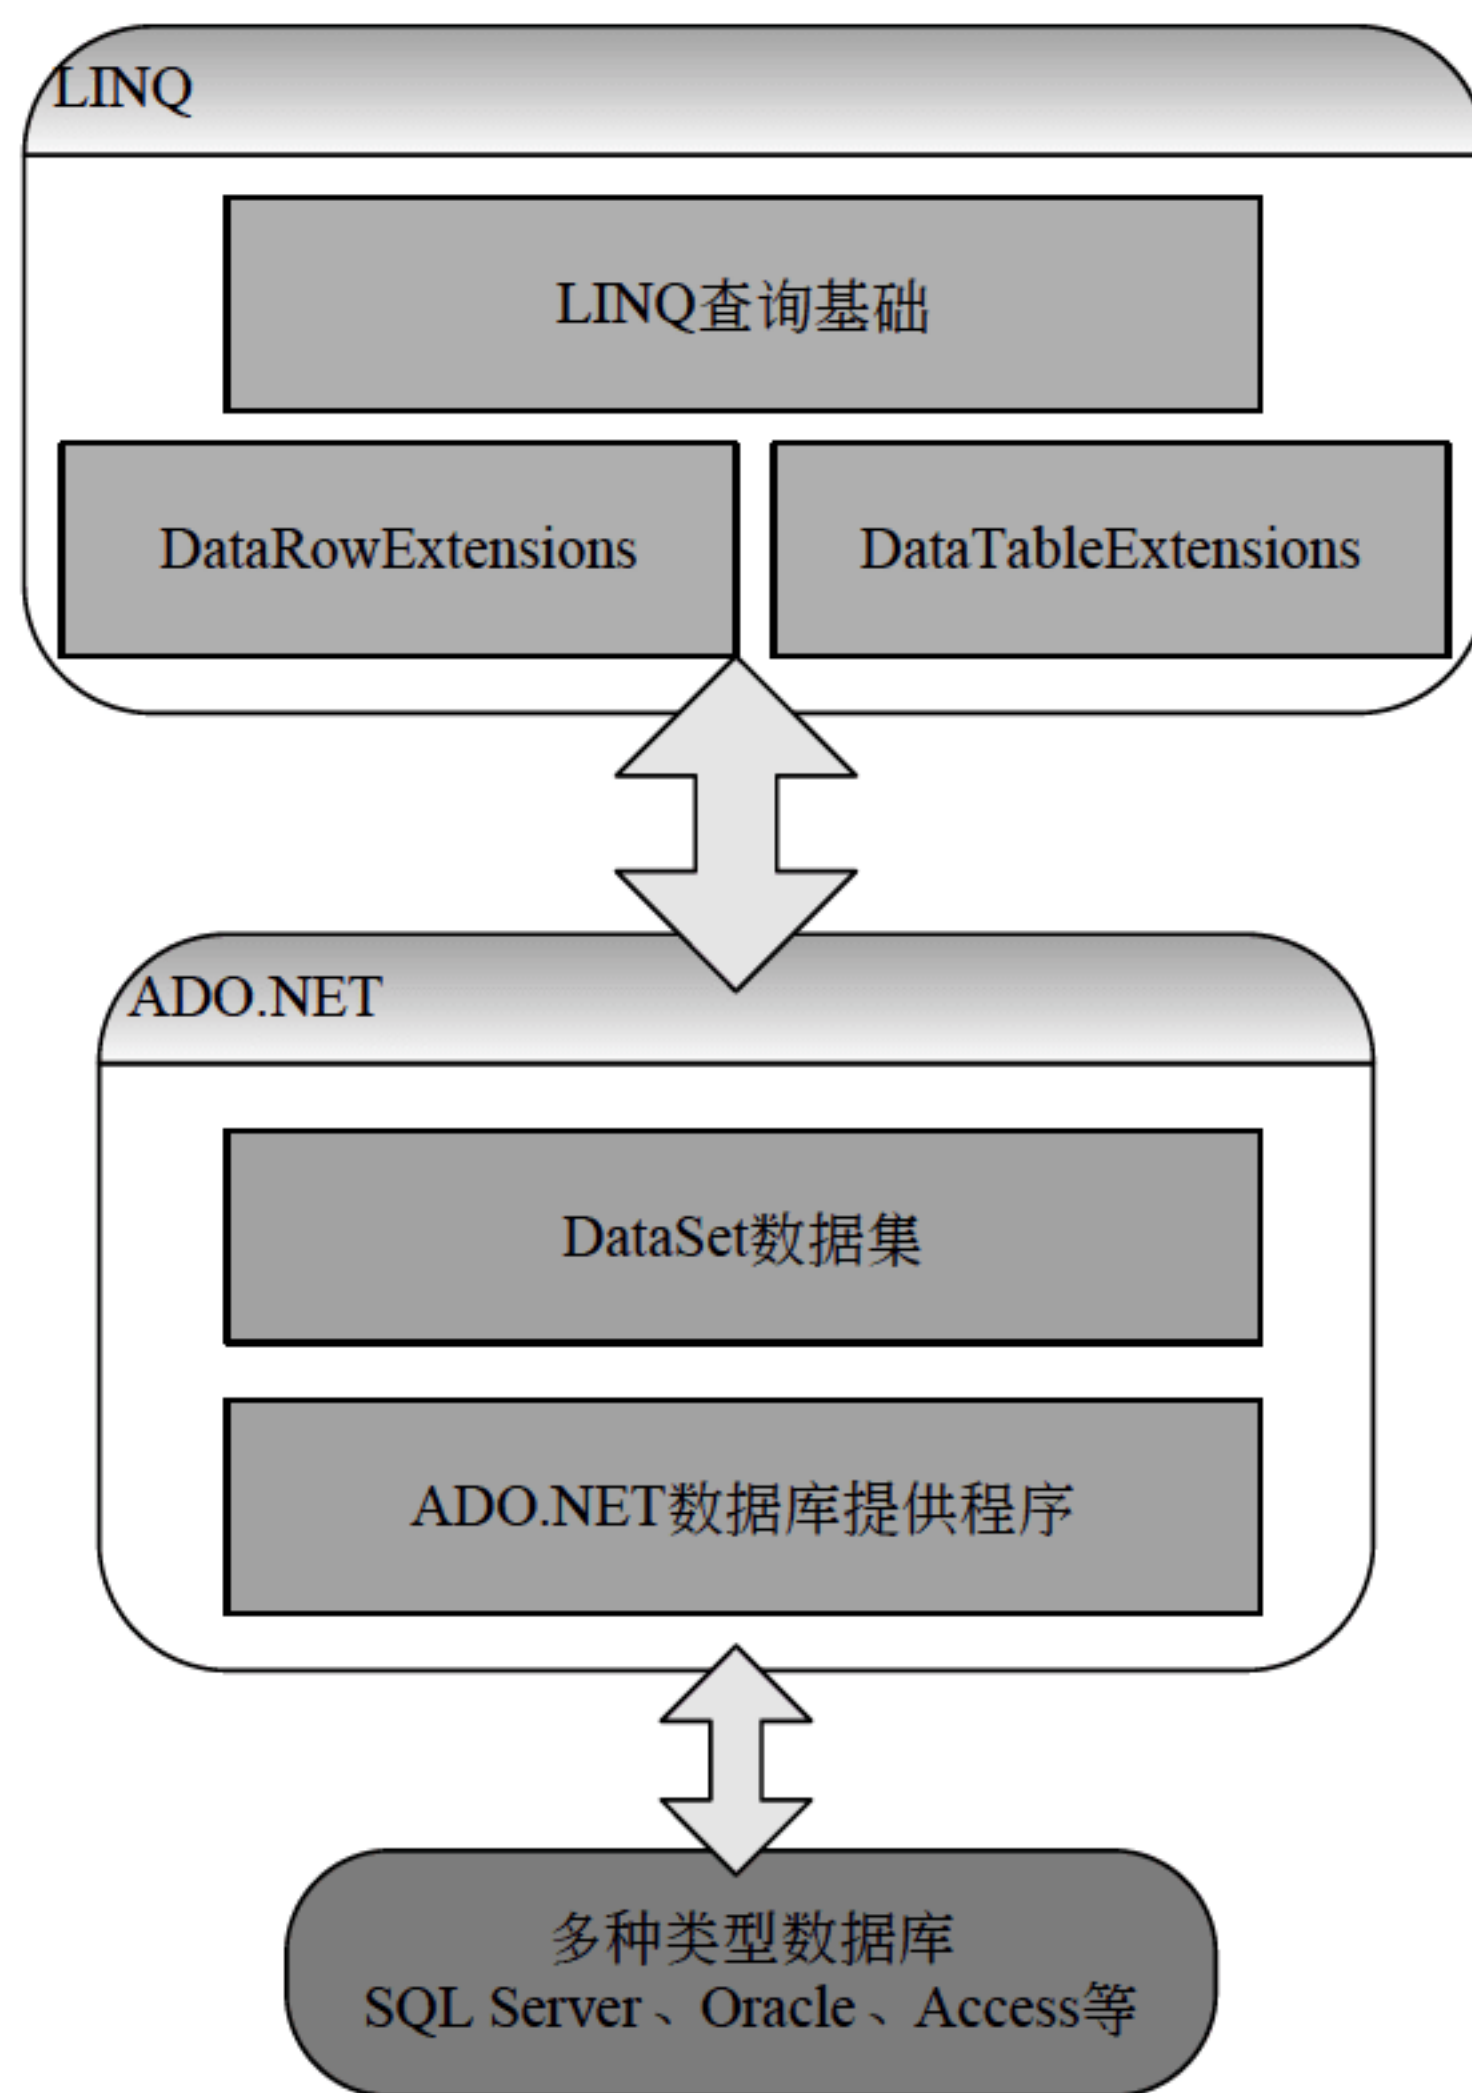 LINQ
LINQ查询基础
DataRowExtensions
DataTableExtensions
ADO.NET
DataSet数据集
ADO.NET数据库提供程序
多种类型数据库
SQL Server、Oracle、Access等